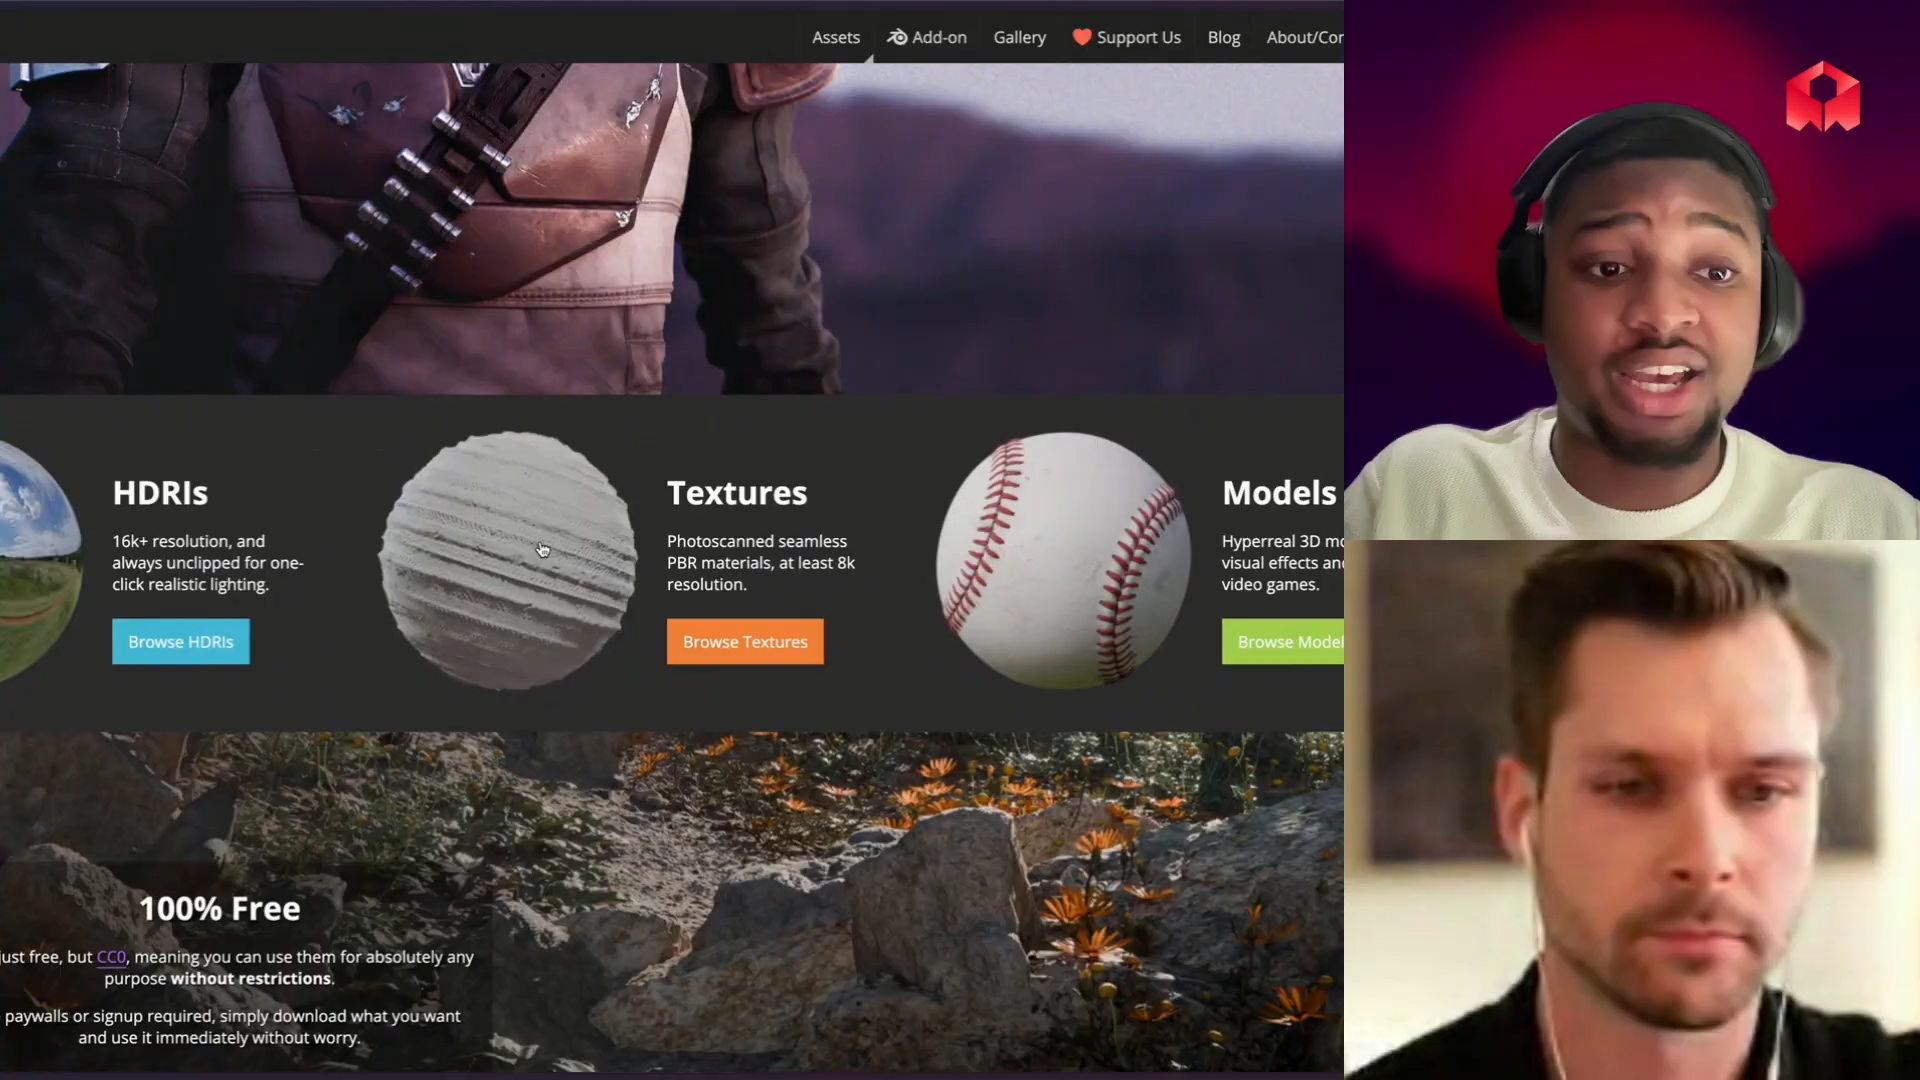 Assets
Add-on
Gallery
Support Us
Blog
HDRIs
16k+ resolution, and
always unclipped for one-
click realistic lighting.
Browse HDRIs
Textures
Photoscanned seamless
PBR materials, at least 8k
resolution.
Browse Textures
Models
Hyperreal 3D
visual effects
video games.
Browse
100% Free
just free, but CC0, meaning you can use them for absolutely any
purpose without restrictions.
paywalls or signup required, simply download what you want
and use it immediately without worry.